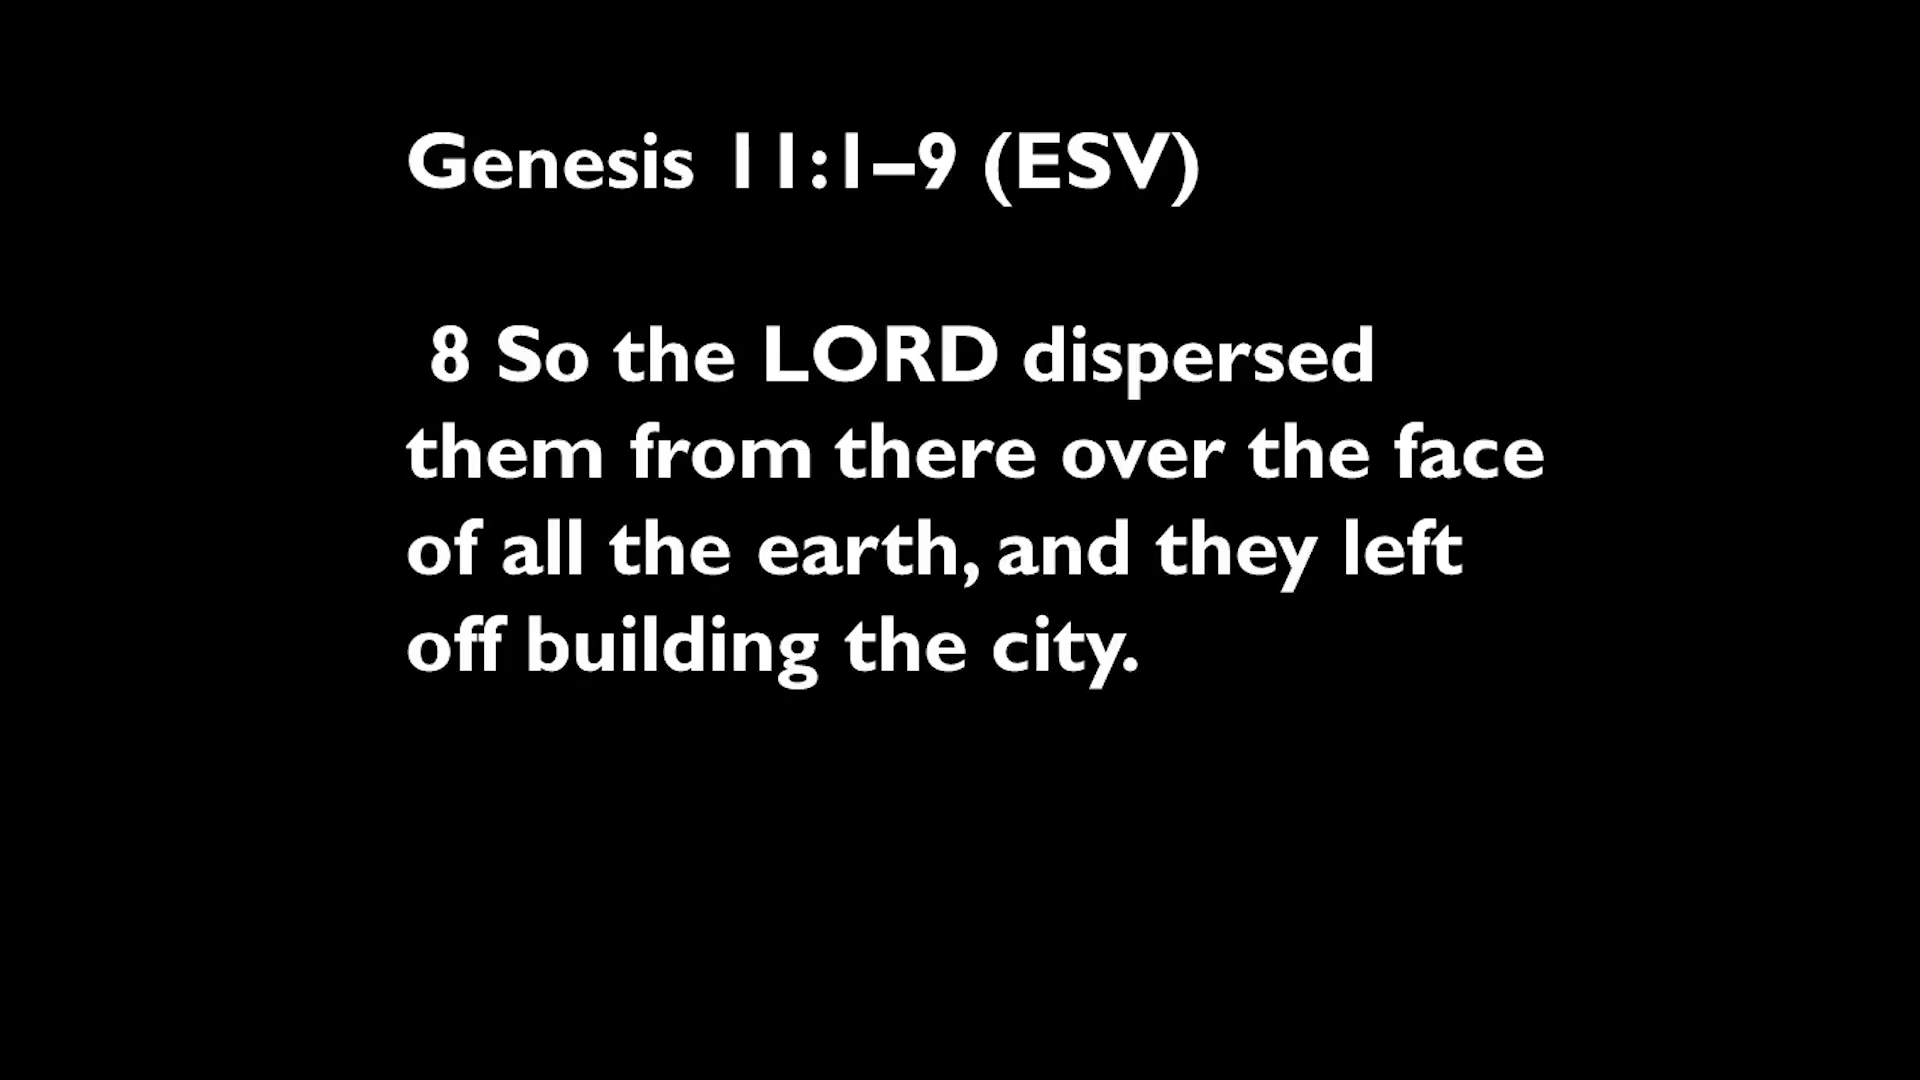 Genesis 11:1–9 (ESV)
8 So the LORD dispersed
them from there over the face
of all the earth, and they left
off building the city.